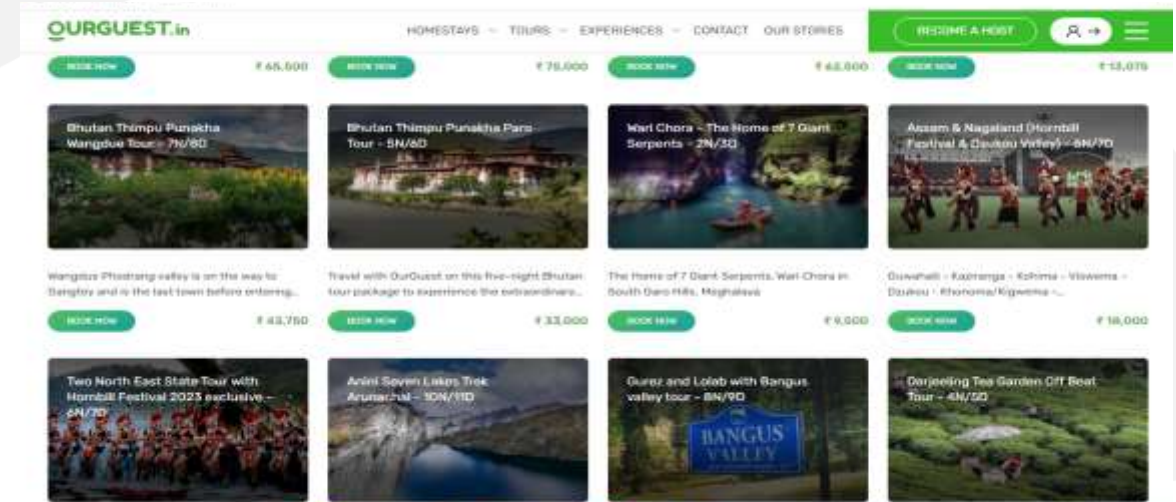 OURGUEST.in
HOMESTAYS TOURS EXPERIENCES CONTACT OUR STORIES
BECOME A HOST
BOOK NOW ₹ 65,500 BOOK NOW ₹ 75,000 BOOK NOW BOOK NOW ₹ 13,075
Bhutan Thimpu Punakha
Wangdue Tour - 7N/8D
Bhutan Thimpu Punakha Paro
Tour - 5N/6D
Wari Chora - The Home of 7 Giant
Serpents - 2N/3D
Assam & Nagaland (Hornbill
Festival & Dzukou Valley) - 6N/7D
Wangdue Phodrang valley is on the way to
Gangtey and is the last town before entering...
Travel with OurGuest on this five-night Bhutan
tour package to experience the extraordinary...
The Home of 7 Giant Serpents, Wari Chora in
South Garo Hills, Meghalaya
Guwahati - Kaziranga - Kohima - Viswema -
Dzukou - Khonoma/Kigwema -...
BOOK NOW ₹ 43,750 BOOK NOW ₹ 33,000 BOOK NOW ₹ 9,500 BOOK NOW ₹ 18,000
Two North East State Tour with
Hornbill Festival 2023 exclusive -
6N/7D
Anini Seven Lakes Trek
Arunachal - 10N/11D
Gurez and Lolab with Bangus
valley tour - 8N/9D
BANGUS
VALLEY
Darjeeling Tea Garden Off Beat
Tour - 4N/5D